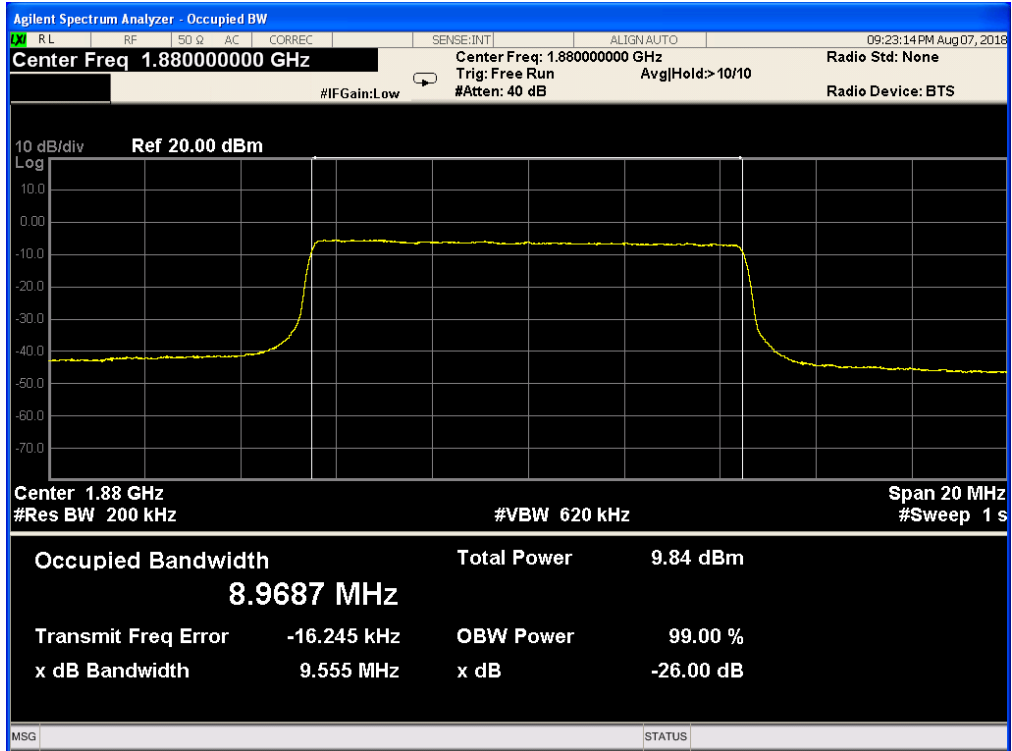 Agilent Spectrum Analyzer - Occupied BW
LXI RL RF 50 Ω AC CORREC SENSE:INT ALIGN AUTO 09:23:14 PM Aug 07, 2018
Center Freq 1.880000000 GHz
Center Freq: 1.880000000 GHz
Radio Std: None
Trig: Free Run Avg|Hold:> 10/10
#IFGain:Low
#Atten: 40 dB
Radio Device: BTS
10 dB/div Ref 20.00 dBm
Log
10.0
0.00
-10.0
-20.0
-30.0
-40.0
-50.0
-60.0
-70.0
Center 1.88 GHz Span 20 MHz
#Res BW 200 kHz #VBW 620 kHz #Sweep 1 s
Occupied Bandwidth Total Power 9.84 dBm
8.9687 MHz
Transmit Freq Error -16.245 kHz OBW Power 99.00 %
x dB Bandwidth 9.555 MHz x dB -26.00 dB
MSG STATUS